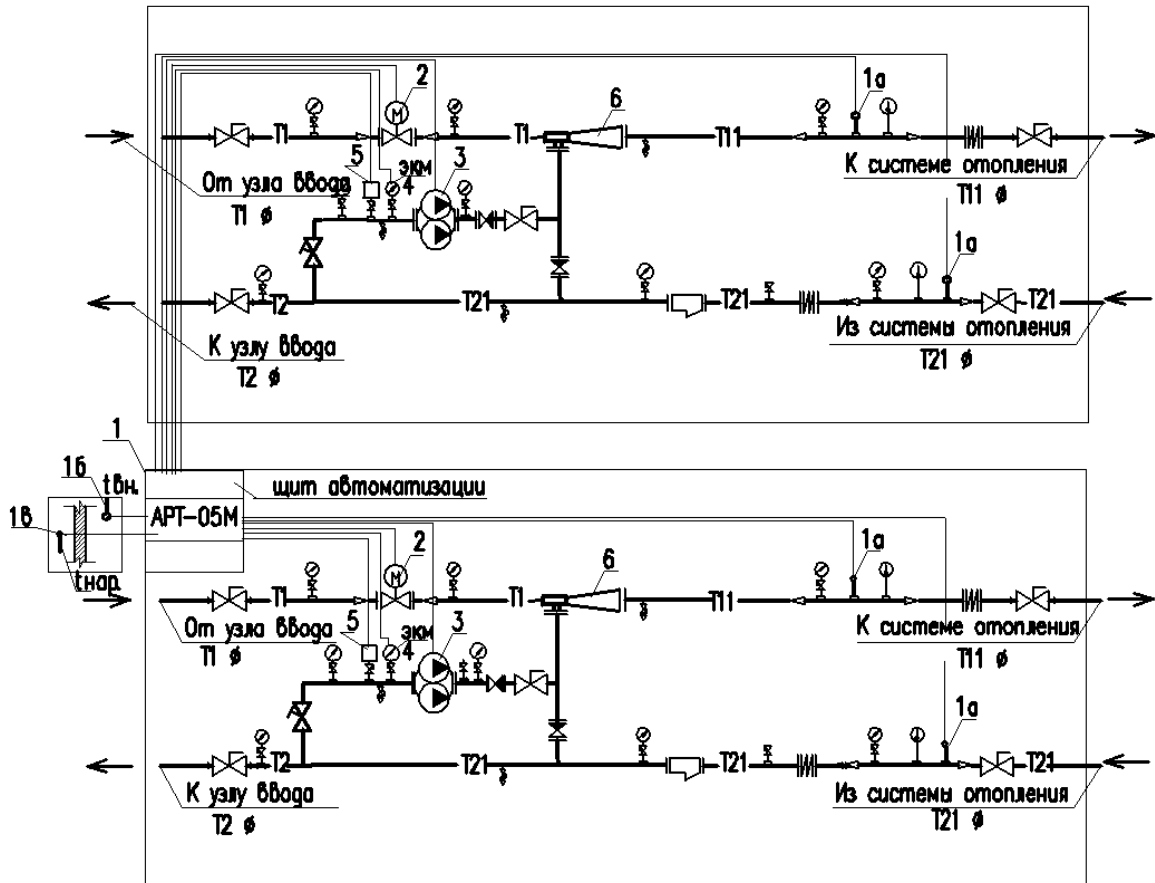 2
1а
6
Т1
Т1
Т11
5
экм
4
3
От узла ввода
Т1 ø
К системе отопления
Т11 ø
1а
Т2
Т21
Т21
Т21
К узлу ввода
Т2 ø
Из системы отопления
Т21 ø
1
1б
tвн.
щит автоматизации
АРТ-05М
1в
tнар.
2
1а
6
Т1
Т1
Т11
5
экм
4
3
От узла ввода
Т1 ø
К системе отопления
Т11 ø
1а
Т2
Т21
Т21
Т21
К узлу ввода
Т2 ø
Из системы отопления
Т21 ø